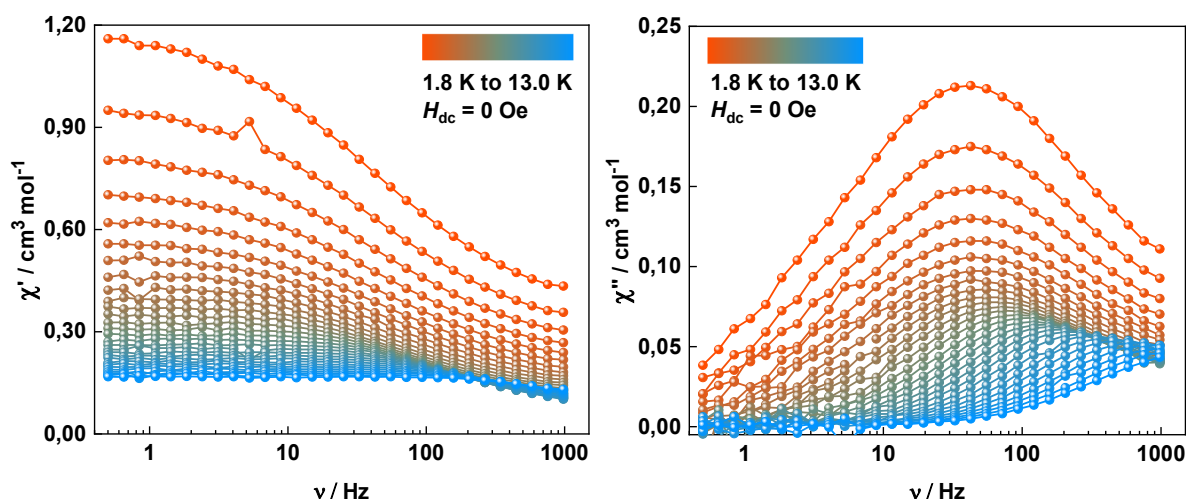 1,20
0,90
0,60
0,30
0,00
χ' / cm³ mol⁻¹
1.8 K to 13.0 K
H_dc = 0 Oe
1 10 100 1000
ν / Hz
0,25
0,20
0,15
0,10
0,05
0,00
χ" / cm³ mol⁻¹
1.8 K to 13.0 K
H_dc = 0 Oe
1 10 100 1000
ν / Hz